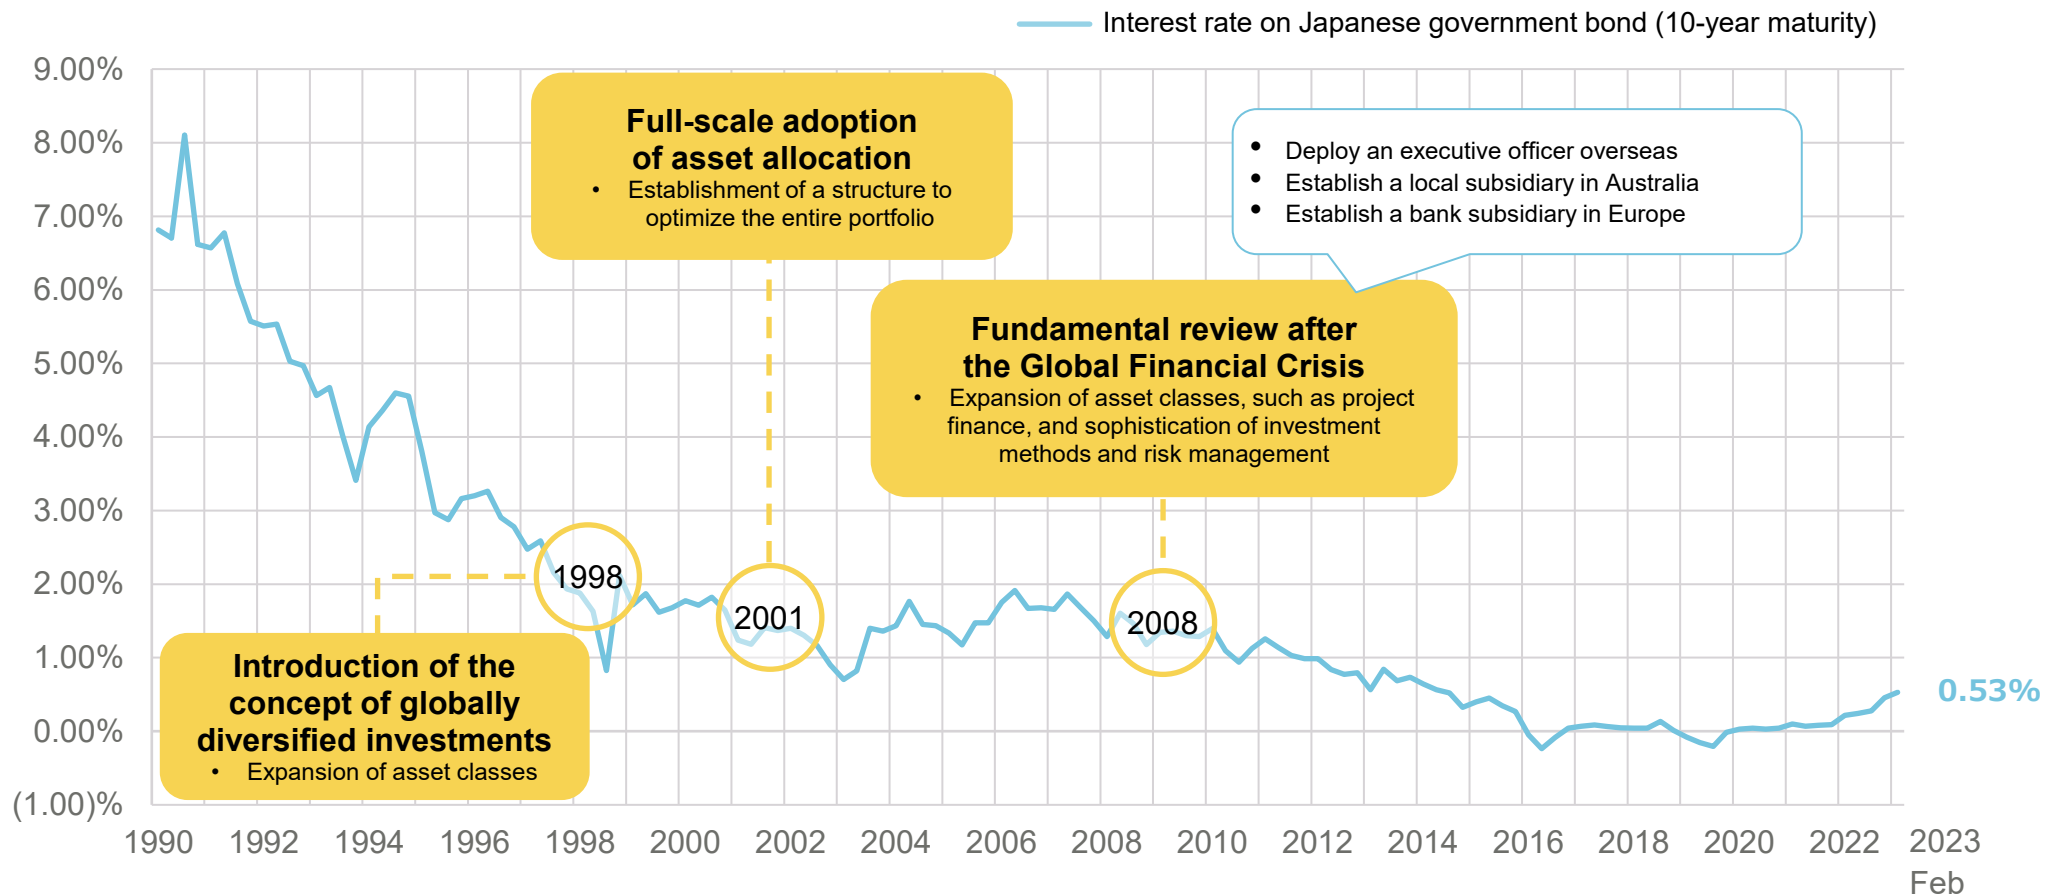 Interest rate on Japanese government bond (10-year maturity)
9.00%
8.00%
7.00%
6.00%
5.00%
4.00%
3.00%
2.00%
1.00%
0.00%
(1.00)%
Full-scale adoption
of asset allocation
• Establishment of a structure to
optimize the entire portfolio
• Deploy an executive officer overseas
• Establish a local subsidiary in Australia
• Establish a bank subsidiary in Europe
Fundamental review after
the Global Financial Crisis
• Expansion of asset classes, such as project
finance, and sophistication of investment
methods and risk management
1998
2001
2008
Introduction of the
concept of globally
diversified investments
• Expansion of asset classes
0.53%
1990 1992 1994 1996 1998 2000 2002 2004 2006 2008 2010 2012 2014 2016 2018 2020 2022 2023
Feb